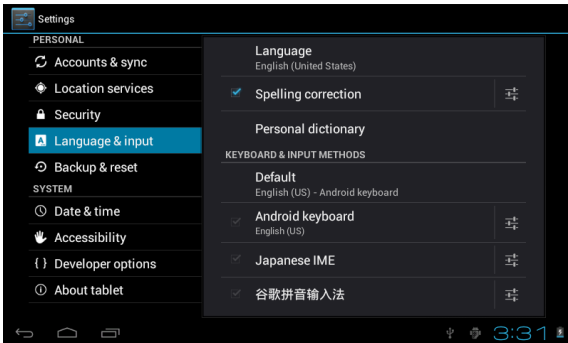 Settings
PERSONAL
Accounts & sync
Location services
Security
Language & input
Backup & reset
SYSTEM
Date & time
Accessibility
Developer options
About tablet
Language
English (United States)
Spelling correction
Personal dictionary
KEYBOARD & INPUT METHODS
Default
English (US) - Android keyboard
Android keyboard
English (US)
Japanese IME
谷歌拼音输入法
3:31